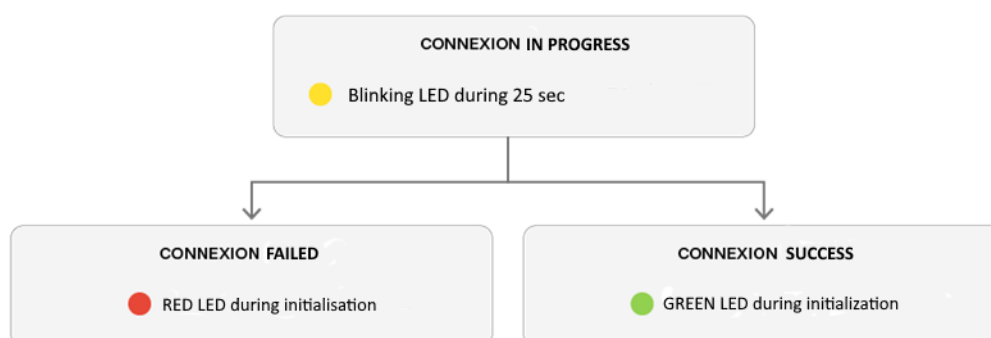 CONNEXION IN PROGRESS
Blinking LED during 25 sec
CONNEXION FAILED
RED LED during initialisation
CONNEXION SUCCESS
GREEN LED during initialization